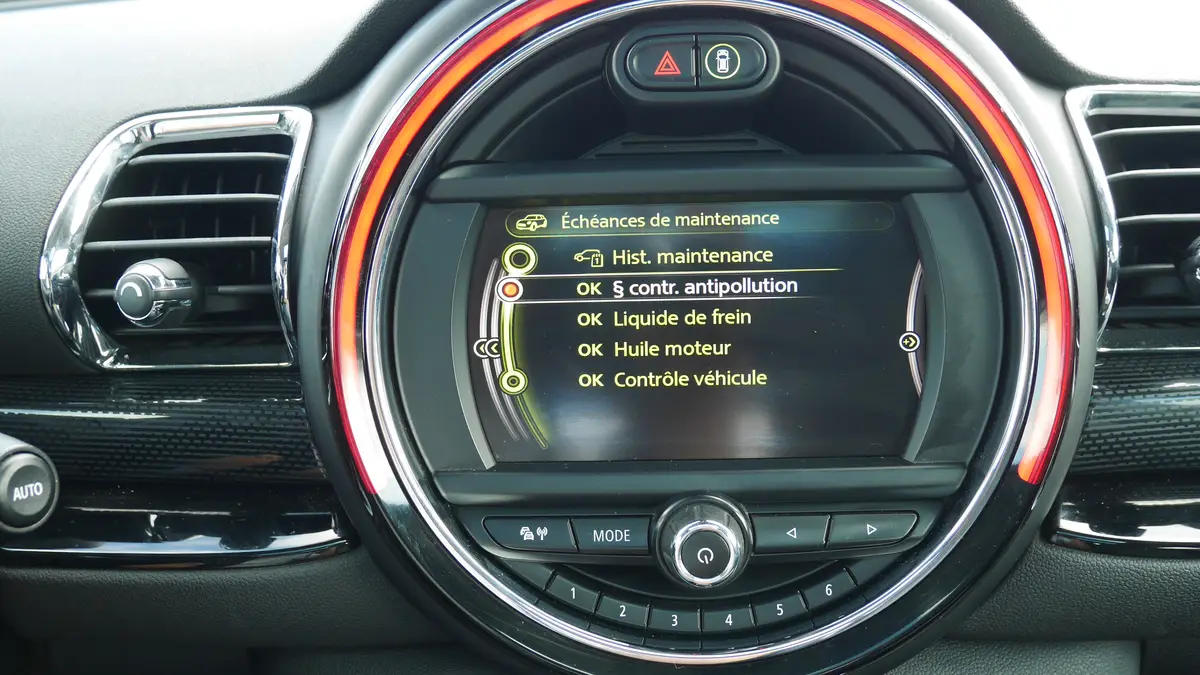 Échéances de maintenance
Hist. maintenance
OK § contr. antipollution
OK Liquide de frein
OK Huile moteur
OK Contrôle véhicule
AUTO
MODE
1 2 3 4 5 6